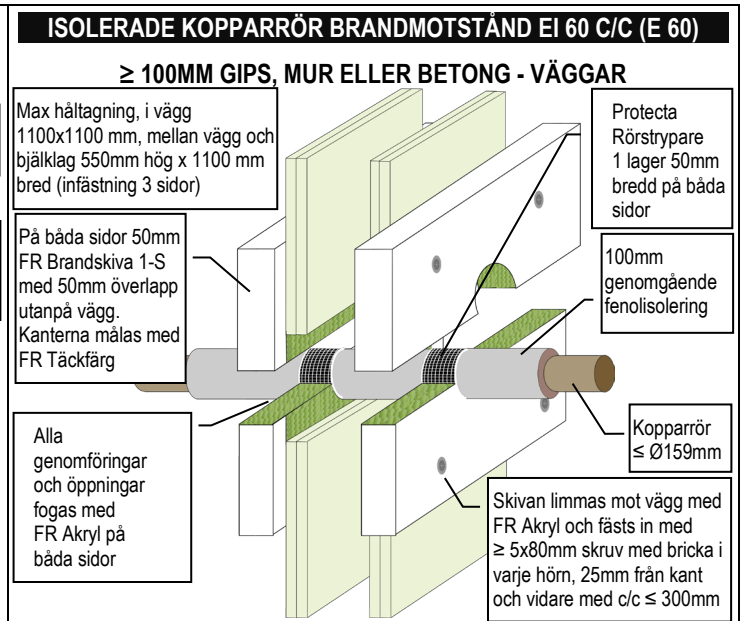 ISOLERADE KOPPARRÖR BRANDMOTSTÅND EI 60 C/C (E 60)
≥ 100MM GIPS, MUR ELLER BETONG - VÄGGAR
Max håltagning, i vägg
1100x1100 mm, mellan vägg och
bjälklag 550mm hög x 1100 mm
bred (infästning 3 sidor)
Protecta
Rörstrypare
1 lager 50mm
bredd på båda
sidor
På båda sidor 50mm
FR Brandskiva 1-S
med 50mm överlapp
utanpå vägg.
Kanterna målas med
FR Täckfärg
100mm
genomgående
fenolisolering
Alla
genomföringar
och öppningar
fogas med
FR Akryl på
båda sidor
Kopparrör
≤ Ø159mm
Skivan limmas mot vägg med
FR Akryl och fästs in med
≥ 5x80mm skruv med bricka i
varje hörn, 25mm från kant
och vidare med c/c ≤ 300mm